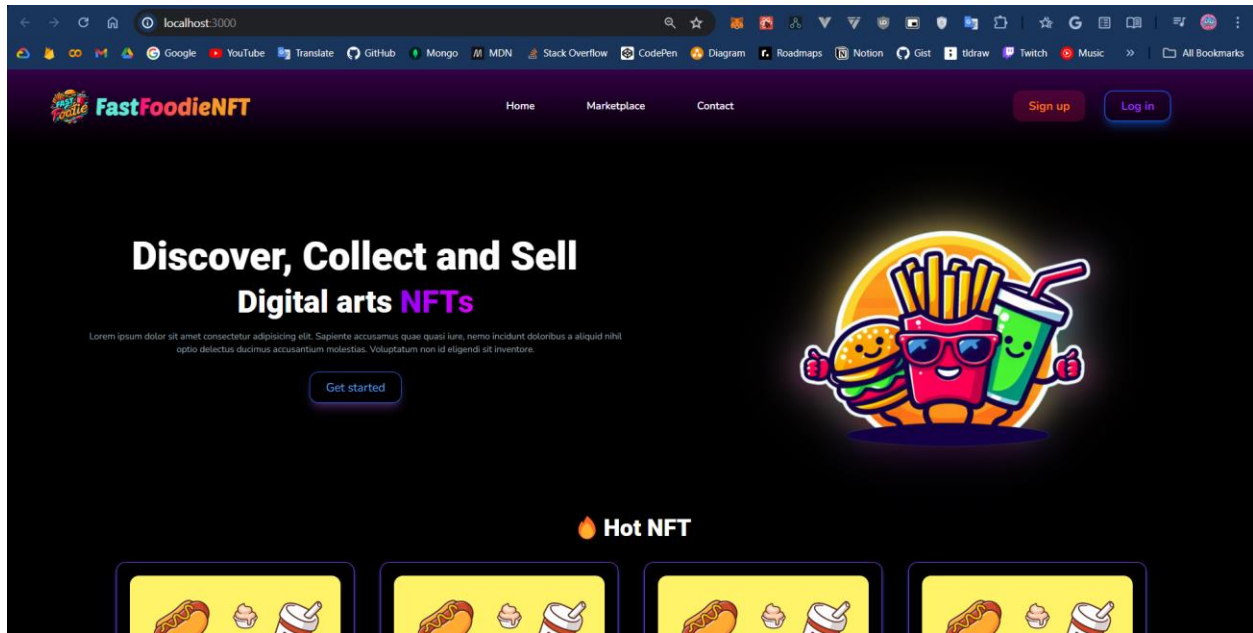 localhost:3000
Google YouTube Translate GitHub Mongo MDN Stack Overflow CodePen Diagram Roadmaps Notion Gist tldraw Twitch Music » All Bookmarks
FAST Foodie FastFoodieNFT Home Marketplace Contact Sign up Log in
Discover, Collect and Sell
Digital arts NFTs
Lorem ipsum dolor sit amet consectetur adipisicing elit. Sapiente accusamus quae quasi iure, nemo incidunt doloribus a aliquid nihil
optio delectus ducimus accusantium molestias. Voluptatum non id eligendi sit inventore.
Get started
Hot NFT